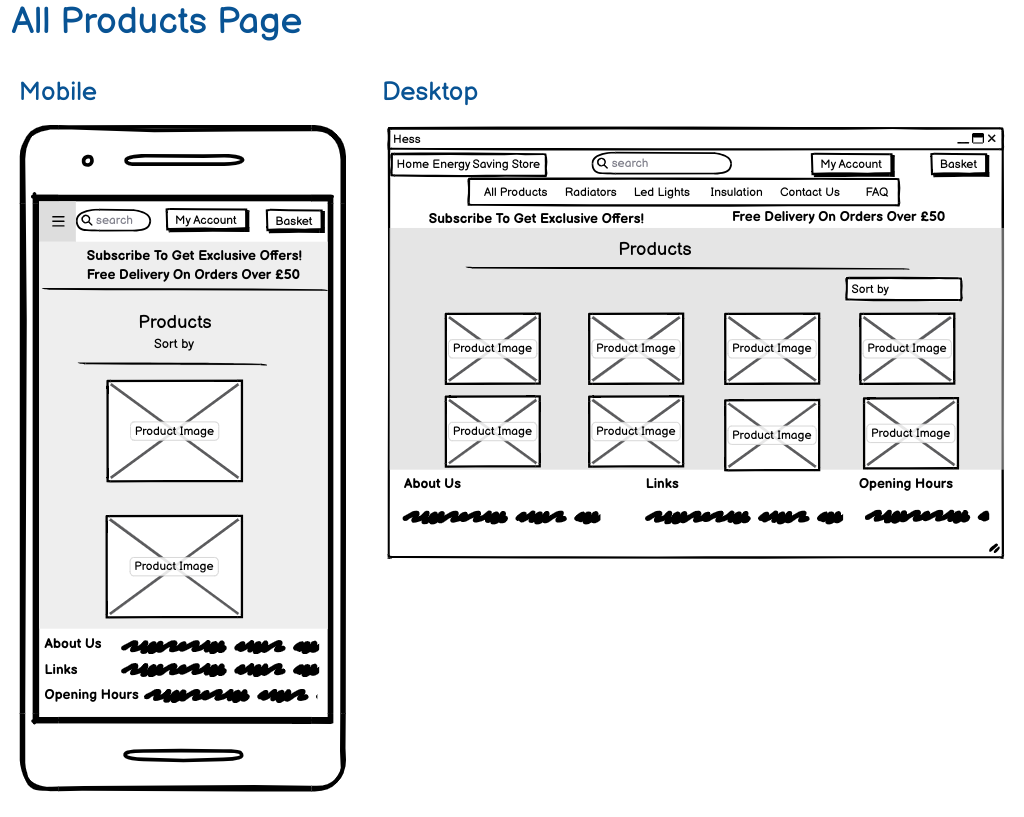 All Products Page
Mobile
search
My Account
Basket
Subscribe To Get Exclusive Offers!
Free Delivery On Orders Over £50
Products
Sort by
Product Image
Product Image
About Us
Links
Opening Hours
Desktop
Hess
Home Energy Saving Store
search
My Account
Basket
All Products Radiators Led Lights Insulation Contact Us FAQ
Subscribe To Get Exclusive Offers! Free Delivery On Orders Over £50
Products
Sort by
Product Image Product Image Product Image Product Image
Product Image Product Image Product Image Product Image
About Us Links Opening Hours